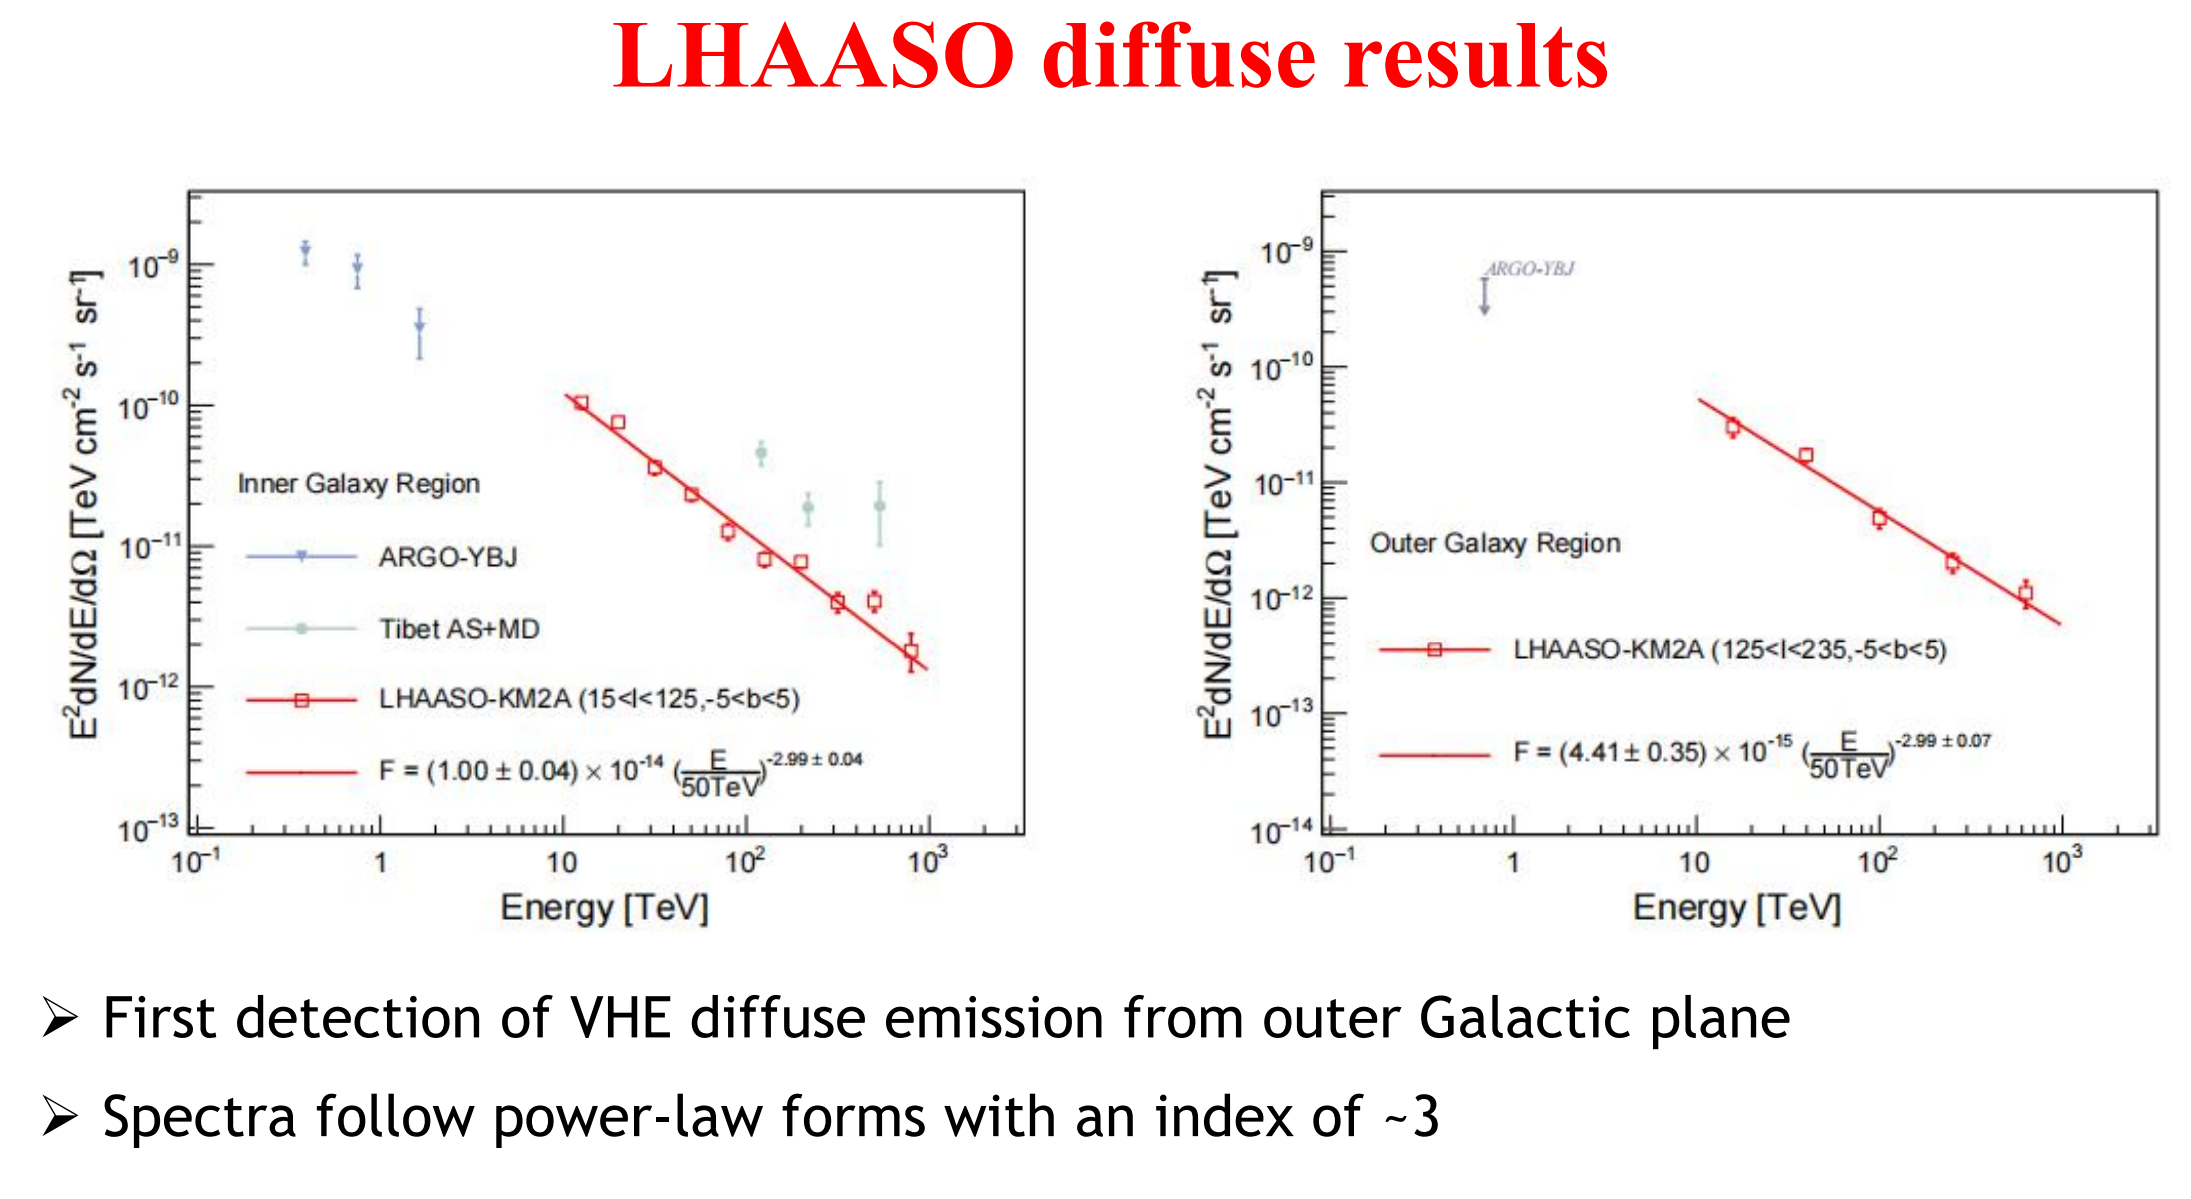 LHAASO diffuse results
E²dN/dE/dΩ [TeV cm⁻² s⁻¹ sr⁻¹]
10⁻⁹
10⁻¹⁰
10⁻¹¹
10⁻¹²
10⁻¹³
Inner Galaxy Region
ARGO-YBJ
Tibet AS+MD
LHAASO-KM2A (15<l<125,-5<b<5)
F = (1.00 ± 0.04) × 10⁻¹⁴ (E/50TeV)⁻²·⁹⁹ ± ⁰·⁰⁴
10⁻¹ 1 10 10² 10³
Energy [TeV]
E²dN/dE/dΩ [TeV cm⁻² s⁻¹ sr⁻¹]
10⁻⁹
10⁻¹⁰
10⁻¹¹
10⁻¹²
10⁻¹³
10⁻¹⁴
ARGO-YBJ
Outer Galaxy Region
LHAASO-KM2A (125<l<235,-5<b<5)
F = (4.41 ± 0.35) × 10⁻¹⁵ (E/50TeV)⁻²·⁹⁹ ± ⁰·⁰⁷
10⁻¹ 1 10 10² 10³
Energy [TeV]
➢ First detection of VHE diffuse emission from outer Galactic plane
➢ Spectra follow power-law forms with an index of ~3